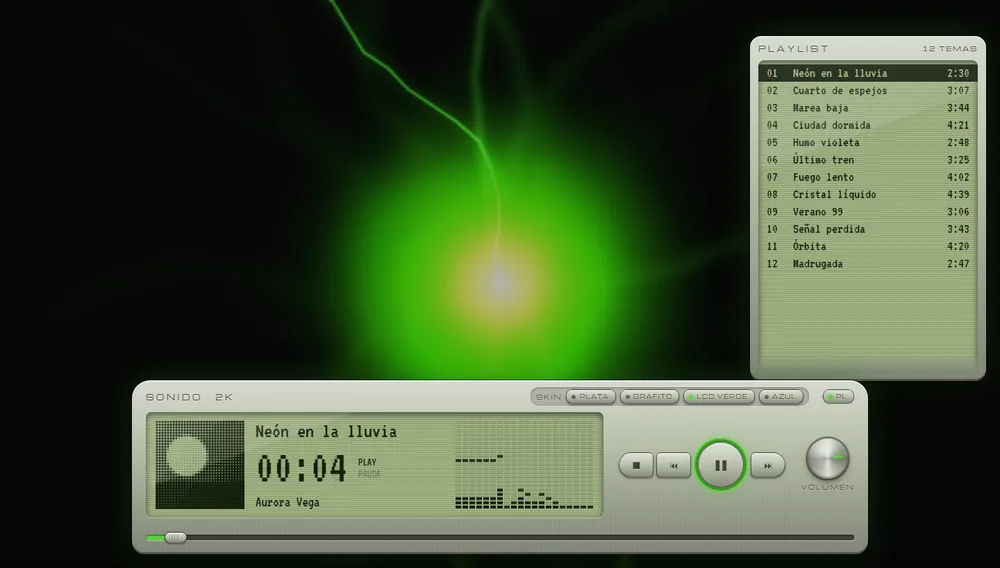 PLAYLIST 12 TEMAS
01 Neón en la lluvia 2:30
02 Cuarto de espejos 3:07
03 Marea baja 3:44
04 Ciudad dormida 4:21
05 Humo violeta 2:48
06 Último tren 3:25
07 Fuego lento 4:02
08 Cristal líquido 4:39
09 Verano 99 3:06
10 Señal perdida 3:43
11 Órbita 4:20
12 Madrugada 2:47
SONIDO · 2K SKIN PLATA GRAFITO LCD VERDE AZUL PL
Neón en la lluvia
00:04 PLAY
PAUSA
Aurora Vega
VOLUMEN